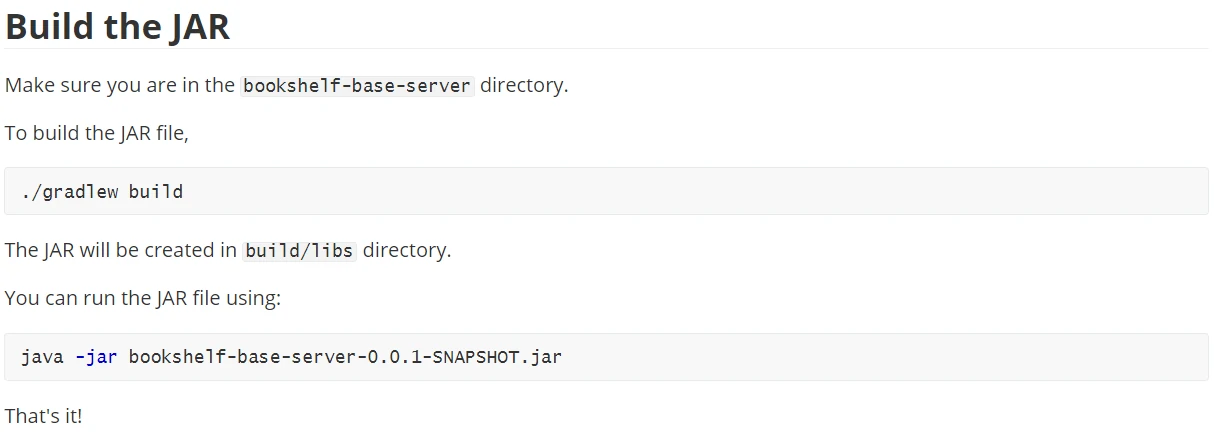 Build the JAR
Make sure you are in the bookshelf-base-server directory.
To build the JAR file,
./gradlew build
The JAR will be created in build/libs directory.
You can run the JAR file using:
java -jar bookshelf-base-server-0.0.1-SNAPSHOT.jar
That's it!